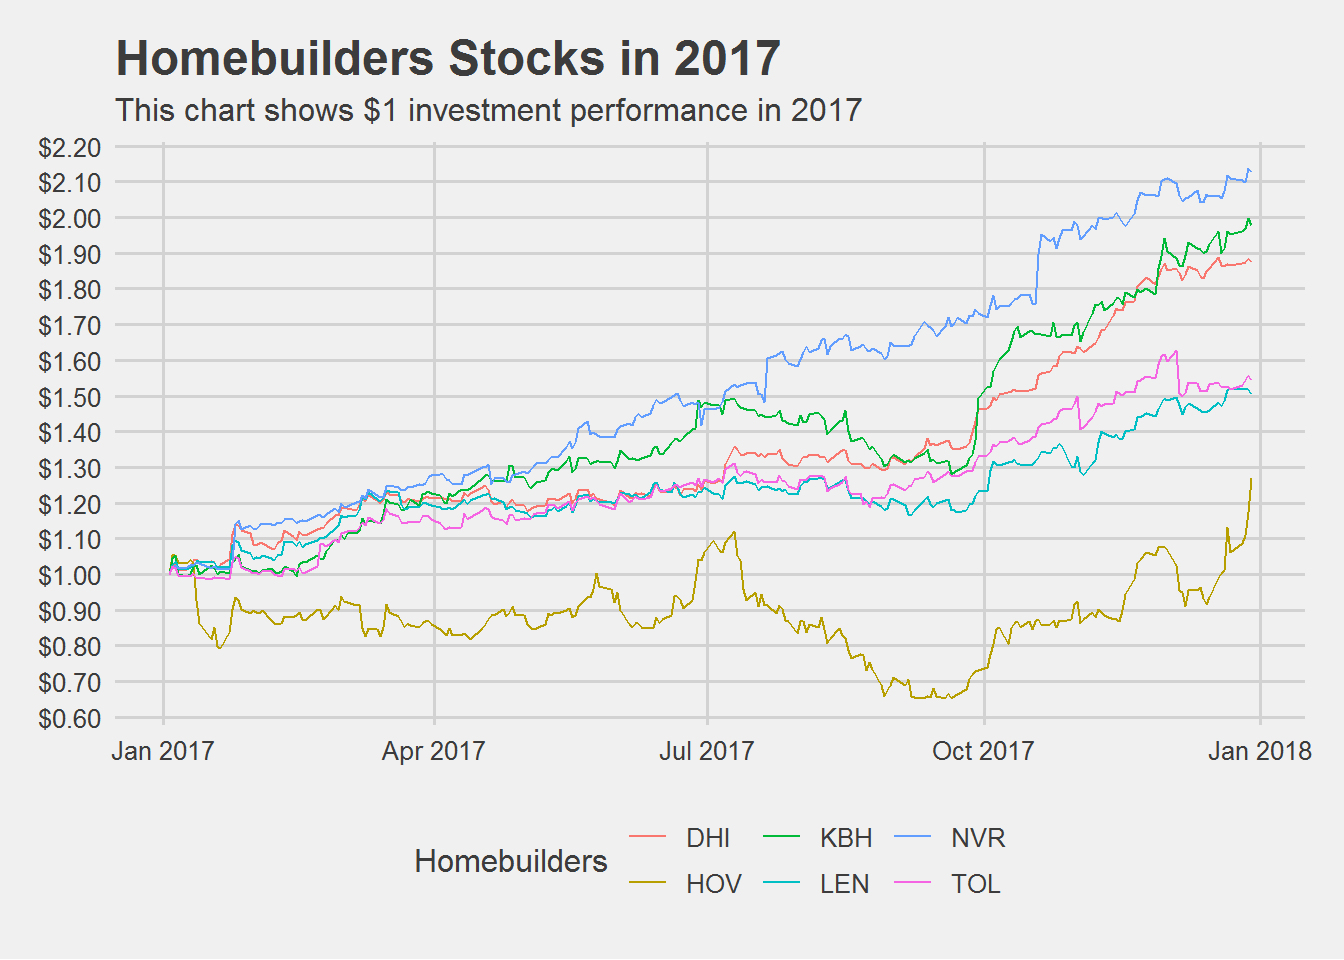 Homebuilders Stocks in 2017
This chart shows $1 investment performance in 2017
$2.20
$2.10
$2.00
$1.90
$1.80
$1.70
$1.60
$1.50
$1.40
$1.30
$1.20
$1.10
$1.00
$0.90
$0.80
$0.70
$0.60
Jan 2017 Apr 2017 Jul 2017 Oct 2017 Jan 2018
Homebuilders
DHI KBH NVR
HOV LEN TOL